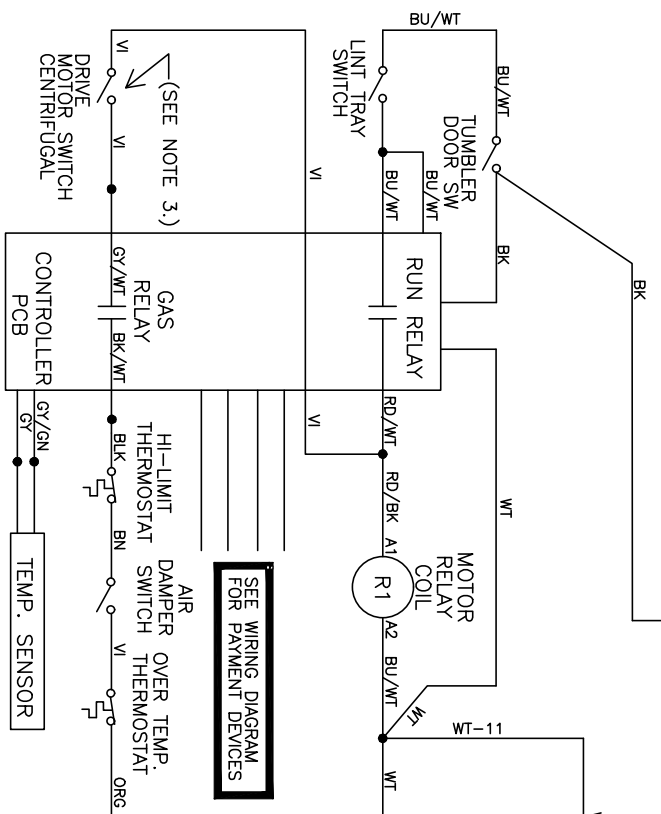 BU/WT
VI
DRIVE
MOTOR SWITCH
CENTRIFUGAL
(SEE NOTE 3.)
VI
LINT TRAY
SWITCH
BU/WT
TUMBLER
DOOR SW
VI
BU/WT
BU/WT
BK
BK
GY/WT
GAS
RELAY
BK/WT
CONTROLLER
PCB
RUN RELAY
GY/GN
GY
BLK
HI-LIMIT
THERMOSTAT
VI
RD/WT
RD/BK
WT
BN
AIR
DAMPER
SWITCH
A1
R1
A2
MOTOR
RELAY
COIL
TEMP. SENSOR
SEE WIRING DIAGRAM
FOR PAYMENT DEVICES
VI
OVER TEMP.
THERMOSTAT
BU/WT
WT
WT-11
ORG
WT